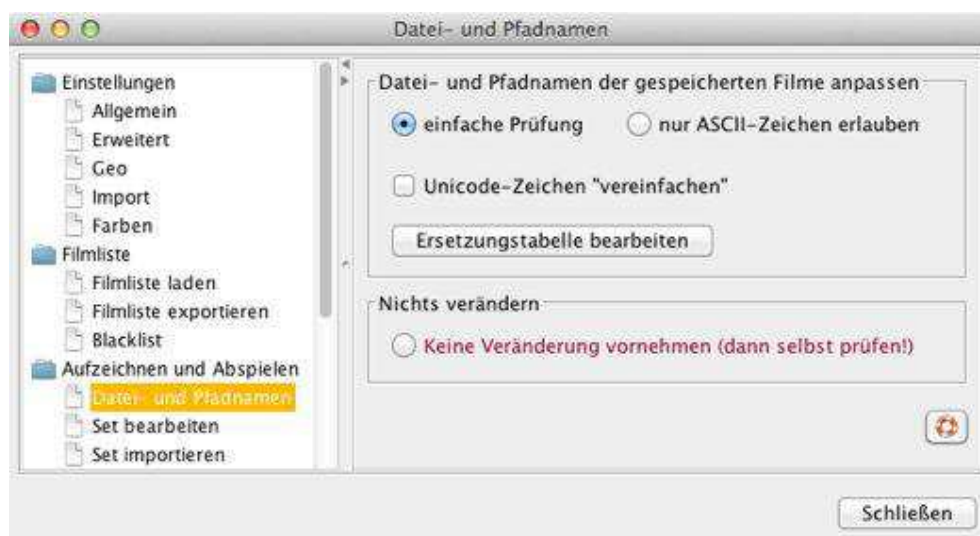 Datei- und Pfadnamen
Einstellungen
Allgemein
Erweitert
Geo
Import
Farben
Filmliste
Filmliste laden
Filmliste exportieren
Blacklist
Aufzeichnen und Abspielen
Datei- und Pfadnamen
Set bearbeiten
Set importieren
Datei- und Pfadnamen der gespeicherten Filme anpassen
einfache Prüfung nur ASCII-Zeichen erlauben
Unicode-Zeichen "vereinfachen"
Ersetzungstabelle bearbeiten
Nichts verändern
Keine Veränderung vornehmen (dann selbst prüfen!)
Schließen